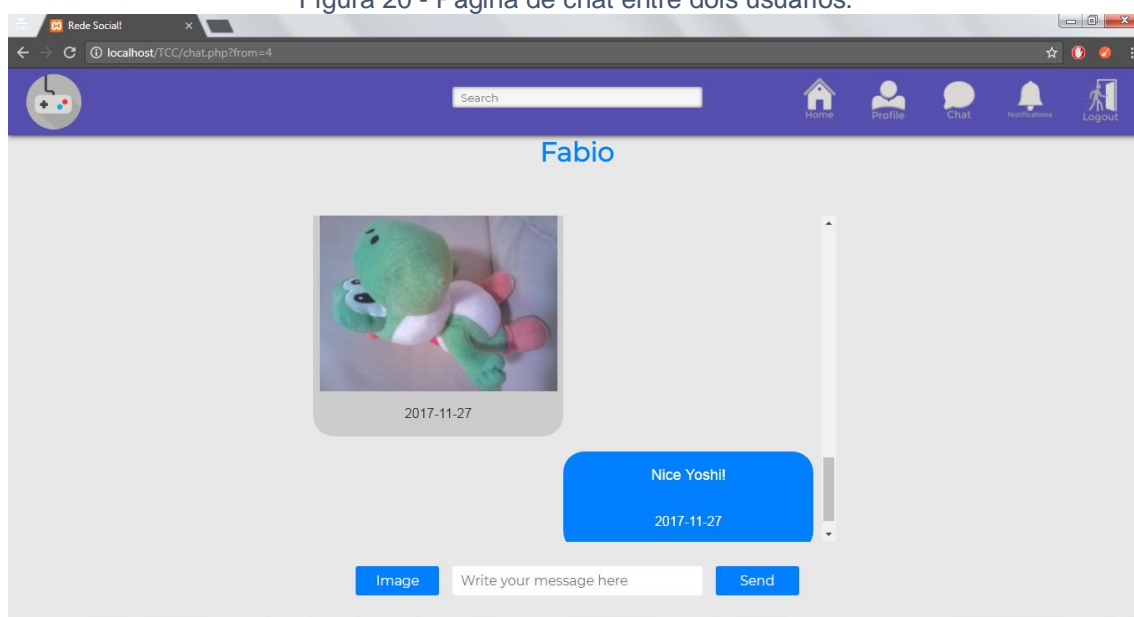 Figura 20 - Página de chat entre dois usuários.
Rede Social!
localhost/TCC/chat.php?from=4
Search
Home
Profile
Chat
Notifications
Logout
Fabio
2017-11-27
Nice Yoshi!
2017-11-27
Image
Write your message here
Send